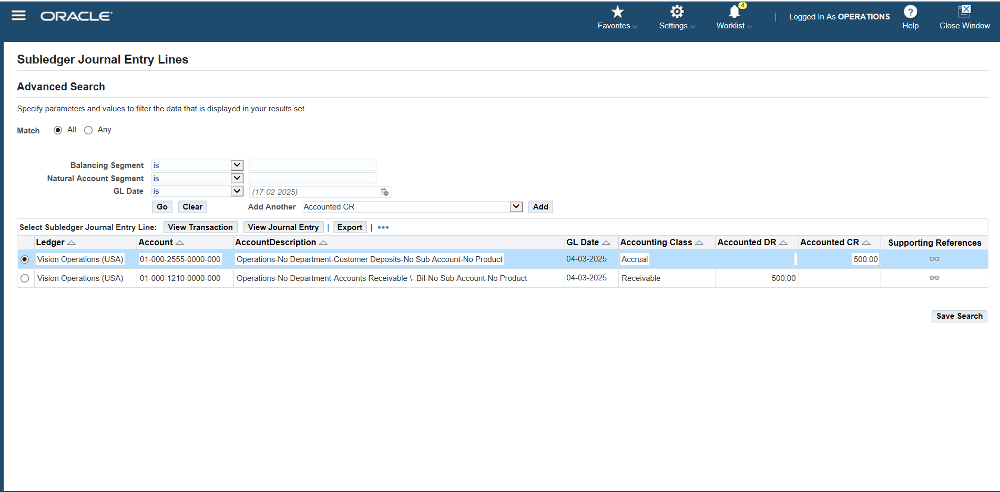 ORACLE
Favorites
Settings
4
Worklist
Logged In As OPERATIONS
?
Help
Close Window
Subledger Journal Entry Lines
Advanced Search
Specify parameters and values to filter the data that is displayed in your results set.
Match All Any
Balancing Segment is
Natural Account Segment is
GL Date is (17-02-2025)
Go Clear Add Another Accounted CR Add
Select Subledger Journal Entry Line: View Transaction View Journal Entry | Export | •••
Ledger Account AccountDescription GL Date Accounting Class Accounted DR Accounted CR Supporting References
Vision Operations (USA) 01-000-2555-0000-000 Operations-No Department-Customer Deposits-No Sub Account-No Product 04-03-2025 Accrual 500.00
Vision Operations (USA) 01-000-1210-0000-000 Operations-No Department-Accounts Receivable \- Bil-No Sub Account-No Product 04-03-2025 Receivable 500.00
Save Search